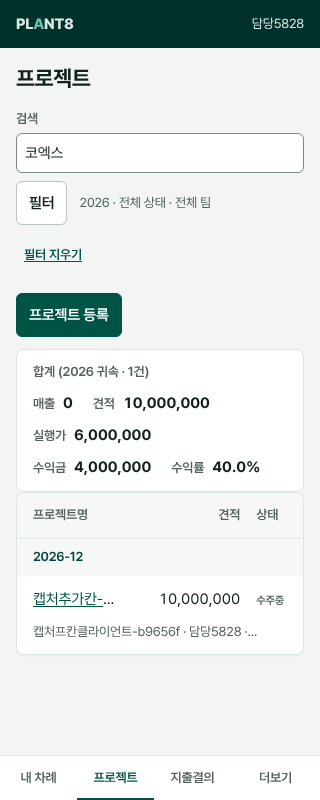 PLANT8 담당5828
프로젝트
검색
코엑스
필터 2026 · 전체 상태 · 전체 팀
필터 지우기
프로젝트 등록
합계 (2026 귀속 · 1건)
매출 0 견적 10,000,000
실행가 6,000,000
수익금 4,000,000 수익률 40.0%
프로젝트명 견적 상태
2026-12
캡처추가칸-... 10,000,000 수주중
캡처프칸클라이언트-b9656f · 담당5828 ·...
내 차례 프로젝트 지출결의 더보기